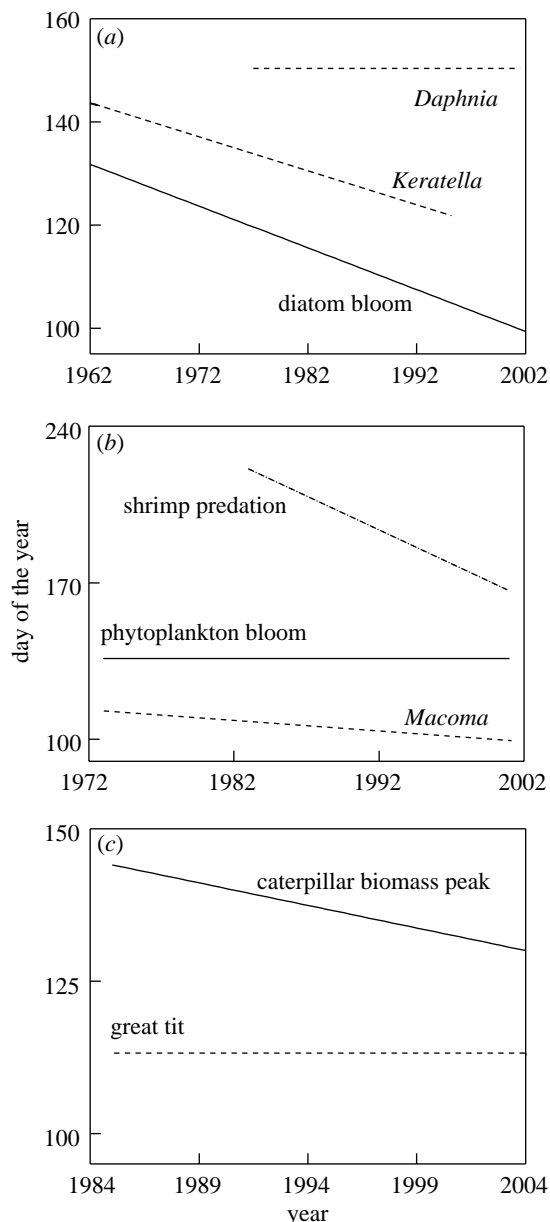 160
(a)
Daphnia
140
Keratella
120
diatom bloom
100
1962 1972 1982 1992 2002
240
(b)
shrimp predation
170
day of the year
phytoplankton bloom
Macoma
100
1972 1982 1992 2002
150
(c)
caterpillar biomass peak
125
great tit
100
1984 1989 1994 1999 2004
year